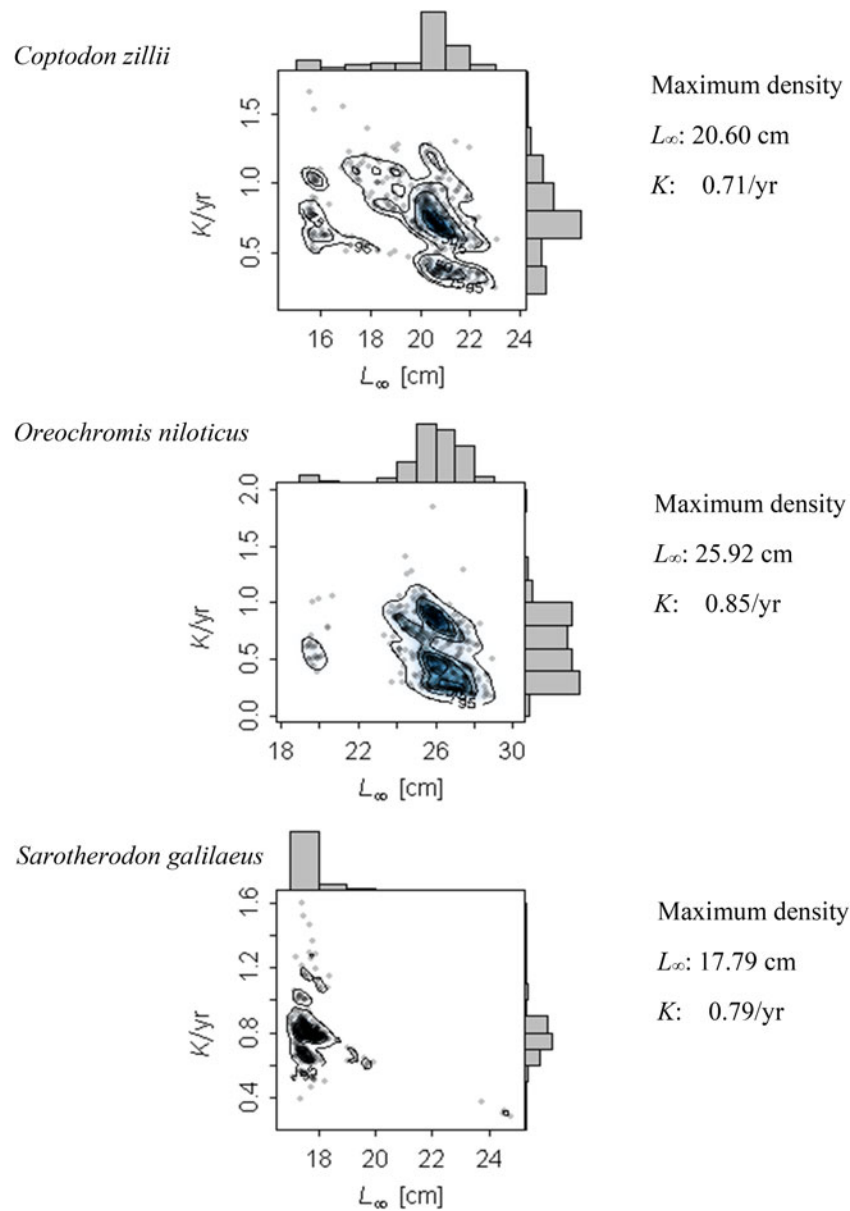 Coptodon zillii
Maximum density
L∞: 20.60 cm
K: 0.71/yr
K/yr
1.5
1.0
0.5
95
75
50
75
95
16 18 20 22 24
L∞ [cm]
Oreochromis niloticus
Maximum density
L∞: 25.92 cm
K: 0.85/yr
K/yr
2.0
1.5
1.0
0.5
0.0
95
18 22 26 30
L∞ [cm]
Sarotherodon galilaeus
Maximum density
L∞: 17.79 cm
K: 0.79/yr
K/yr
1.6
1.2
0.8
0.4
18 20 22 24
L∞ [cm]